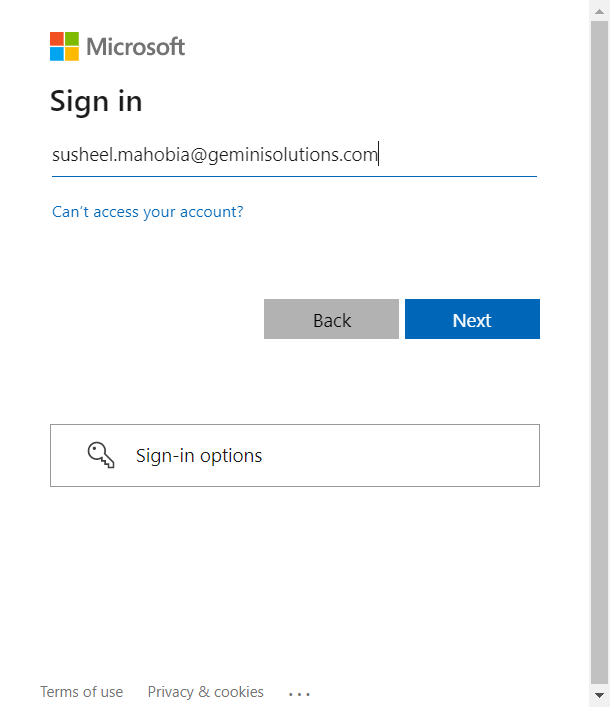 Microsoft
Sign in
susheel.mahobia@geminisolutions.com
Can't access your account?
Back Next
Sign-in options
Terms of use Privacy & cookies ...